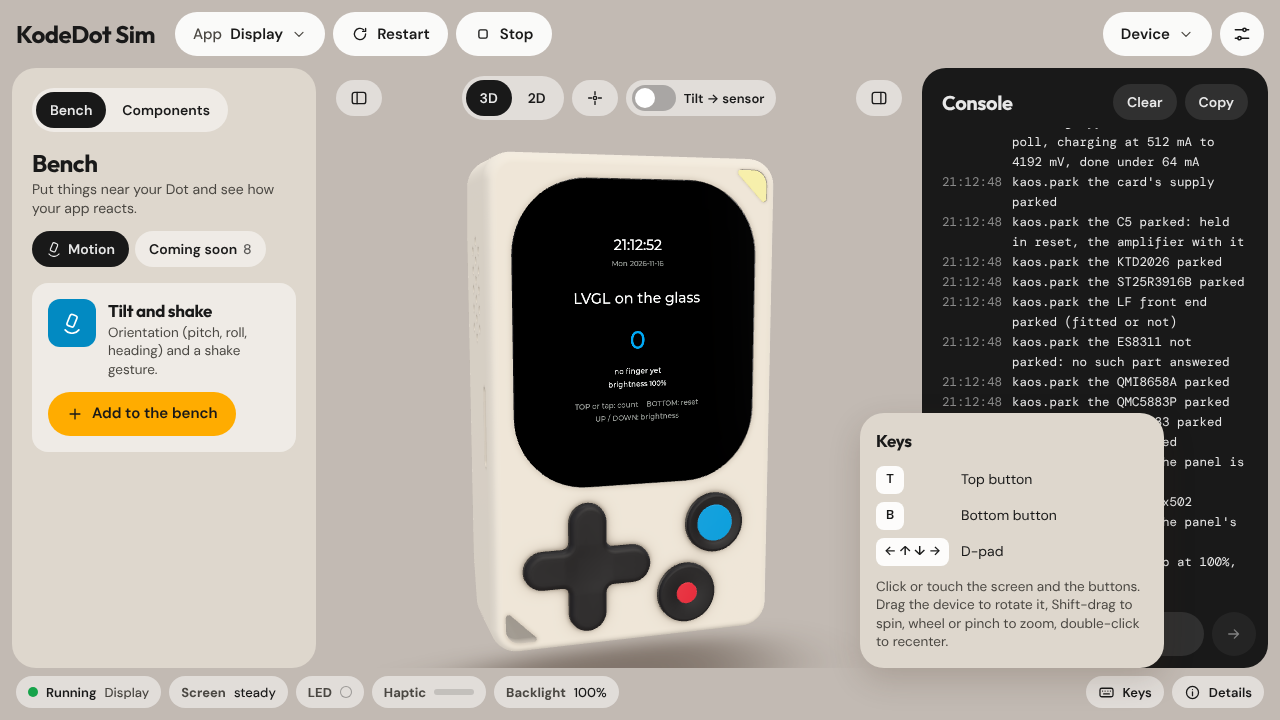 KodeDot Sim
App Display
Restart
Stop
Device
Bench
Components
Bench
Put things near your Dot and see how
your app reacts.
Motion
Coming soon 8
Tilt and shake
Orientation (pitch, roll,
heading) and a shake
gesture.
Add to the bench
3D
2D
Tilt → sensor
21:12:52
Mon 2026-11-16
LVGL on the glass
0
no finger yet
brightness 100%
TOP or tap: count BOTTOM: reset
UP / DOWN: brightness
Console
Clear
Copy
poll, charging at 512 mA to
4192 mV, done under 64 mA
21:12:48 kaos.park the card's supply
parked
21:12:48 kaos.park the C5 parked: held
in reset, the amplifier with it
21:12:48 kaos.park the KTD2026 parked
21:12:48 kaos.park the ST25R3916B parked
21:12:48 kaos.park the LF front end
parked (fitted or not)
21:12:48 kaos.park the ES8311 not
parked: no such part answered
21:12:48 kaos.park the QMI8658A parked
21:12:48 kaos.park the QMC5883P parked
he panel is
x502
he panel's
at 100%,
Keys
T Top button
B Bottom button
← ↑ ↓ → D-pad
Click or touch the screen and the buttons.
Drag the device to rotate it, Shift-drag to
spin, wheel or pinch to zoom, double-click
to recenter.
Running Display
Screen steady
LED
Haptic
Backlight 100%
Keys
Details